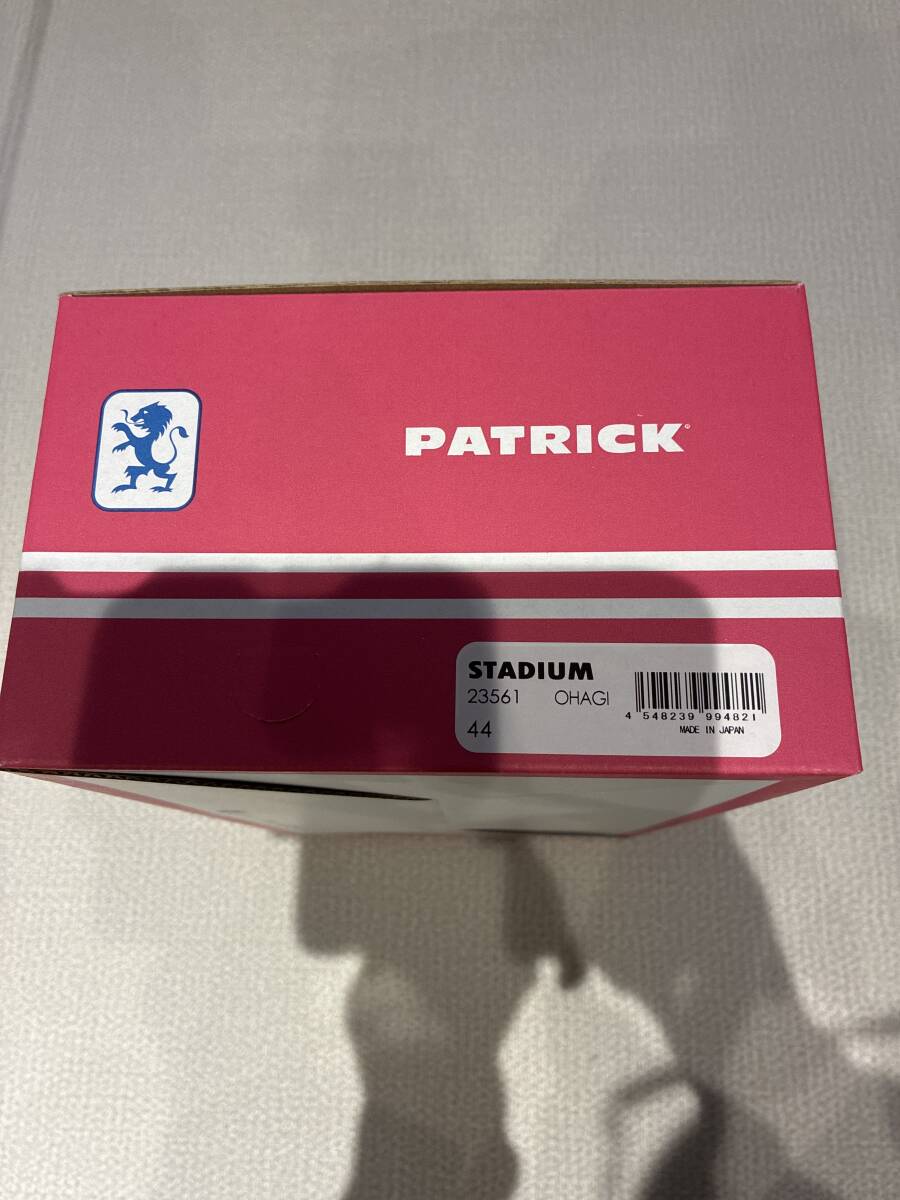 PATRICK®
STADIUM
23561 OHAGI
44
4 548239 994821
MADE IN JAPAN